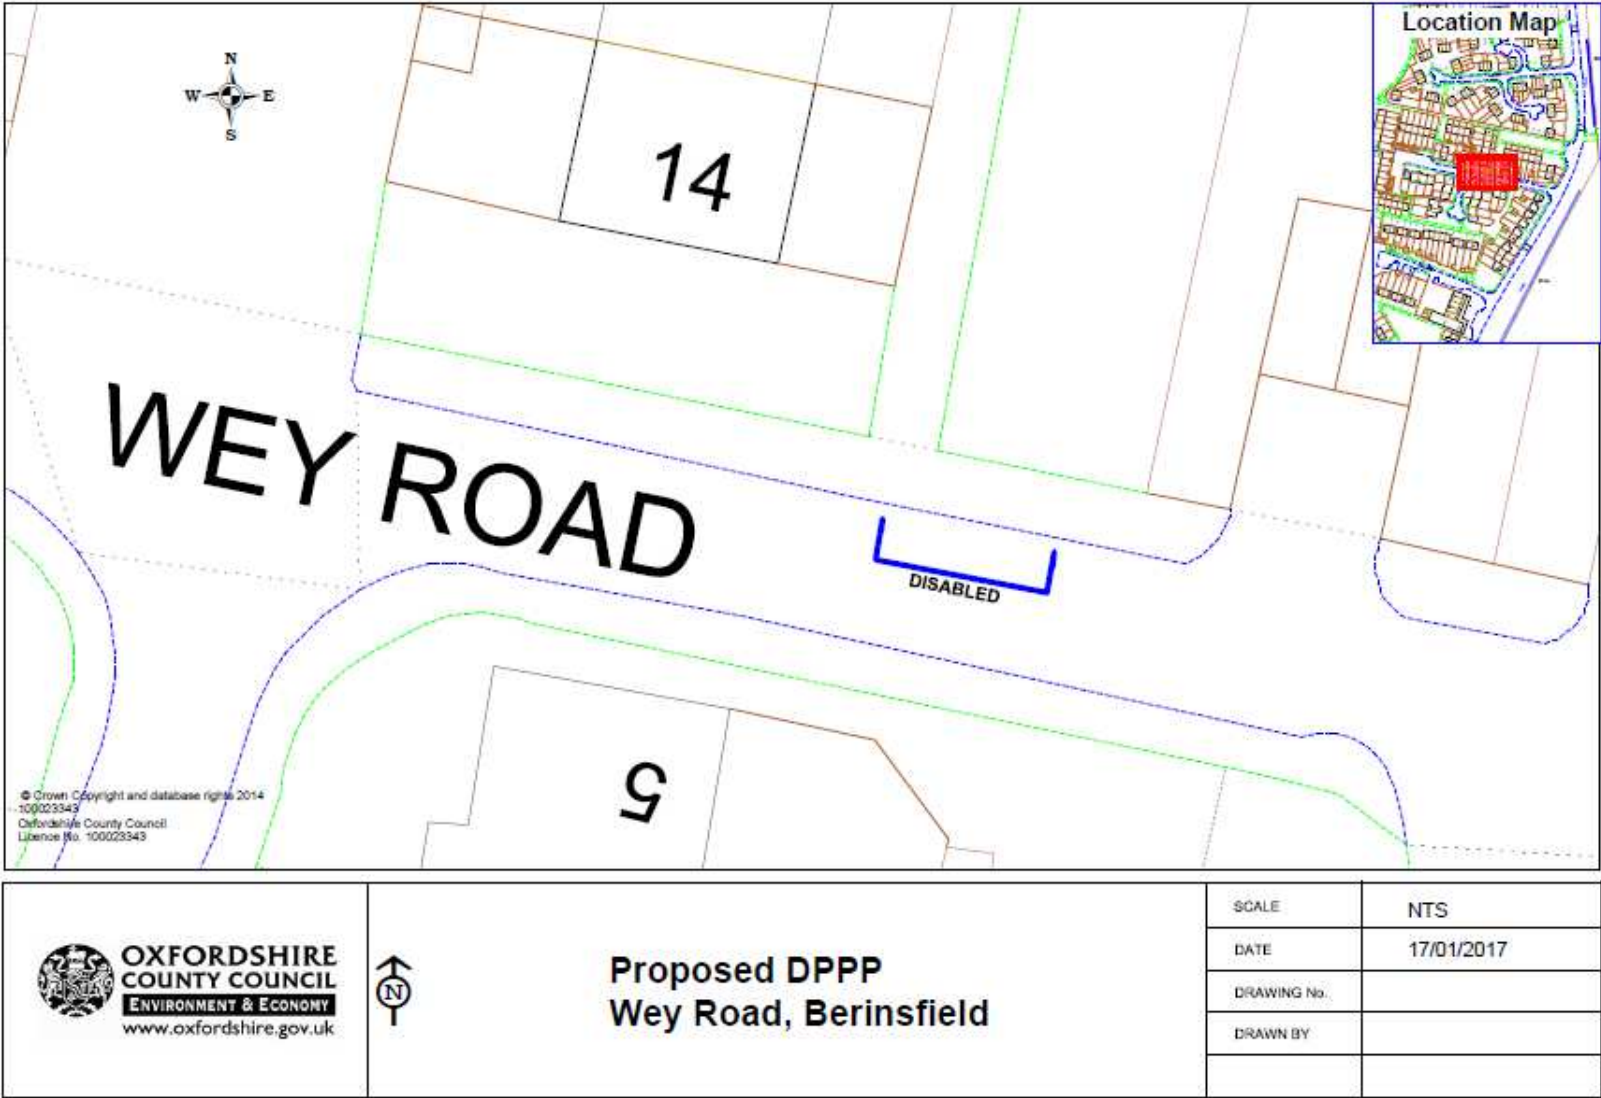 Location Map
N
W E
S
14
WEY ROAD
DISABLED
5
© Crown Copyright and database rights 2014
100023343
Oxfordshire County Council
Licence No. 100023343
OXFORDSHIRE
COUNTY COUNCIL
ENVIRONMENT & ECONOMY
www.oxfordshire.gov.uk
N
Proposed DPPP
Wey Road, Berinsfield
SCALE NTS
DATE 17/01/2017
DRAWING No.
DRAWN BY